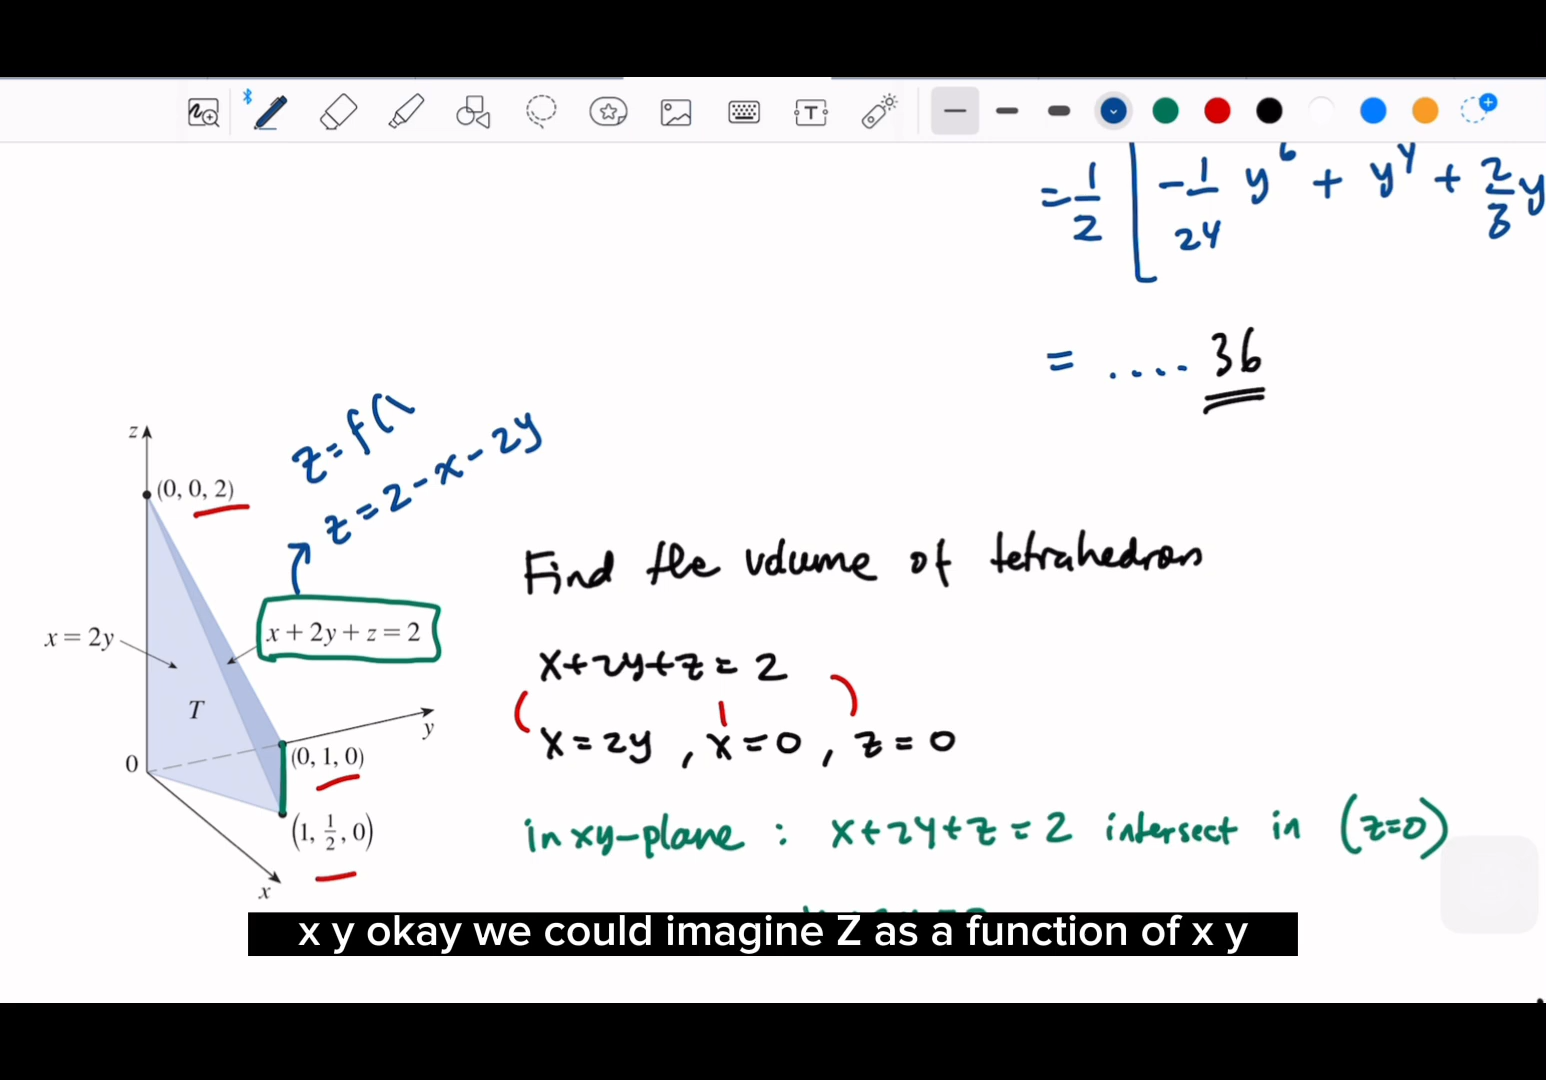 = 1/2 [ -1/24 y^6 + y^4 + 2/3 y
= .... 36
z = f(
z = 2 - x - 2y
z
(0, 0, 2)
x = 2y
x + 2y + z = 2
T
y
0
(0, 1, 0)
(1, 1/2, 0)
x
Find the volume of tetrahedron
x+2y+z = 2
x = 2y , x = 0 , z = 0
in xy-plane : x+2y+z = 2 intersect in (z=0)
x y okay we could imagine Z as a function of x y